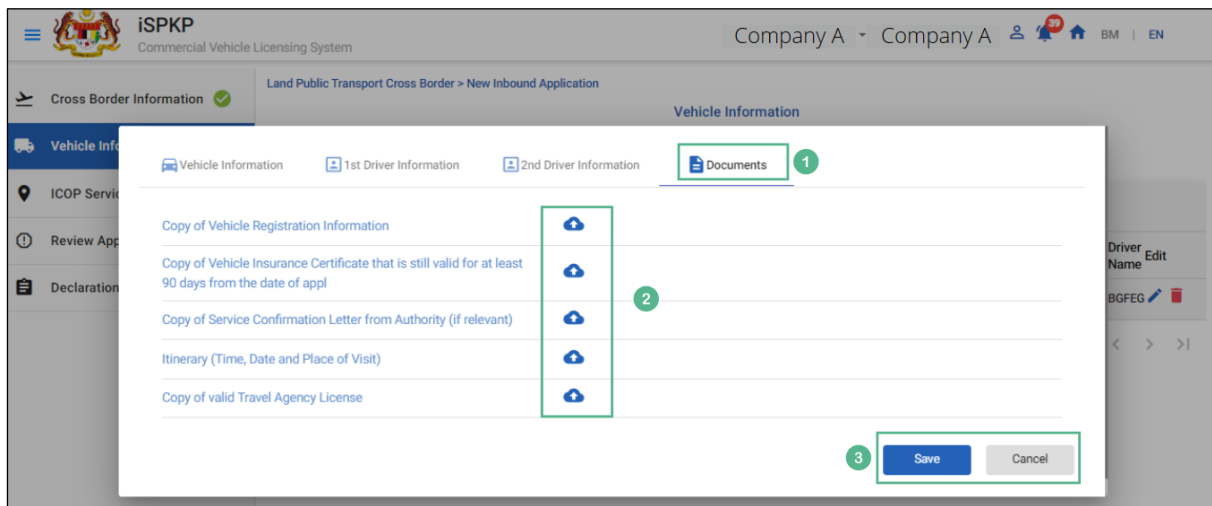 iSPKP
Commercial Vehicle Licensing System
Company A - Company A 39 BM | EN
Cross Border Information
Land Public Transport Cross Border > New Inbound Application
Vehicle Information
Vehicle Info
ICOP Servic
Review App
Declaration
Vehicle Information
1st Driver Information
2nd Driver Information
Documents
1
Copy of Vehicle Registration Information
Copy of Vehicle Insurance Certificate that is still valid for at least
90 days from the date of appl
2
Copy of Service Confirmation Letter from Authority (if relevant)
Itinerary (Time, Date and Place of Visit)
Copy of valid Travel Agency License
3
Save
Cancel
Driver
Name
Edit
BGFEG